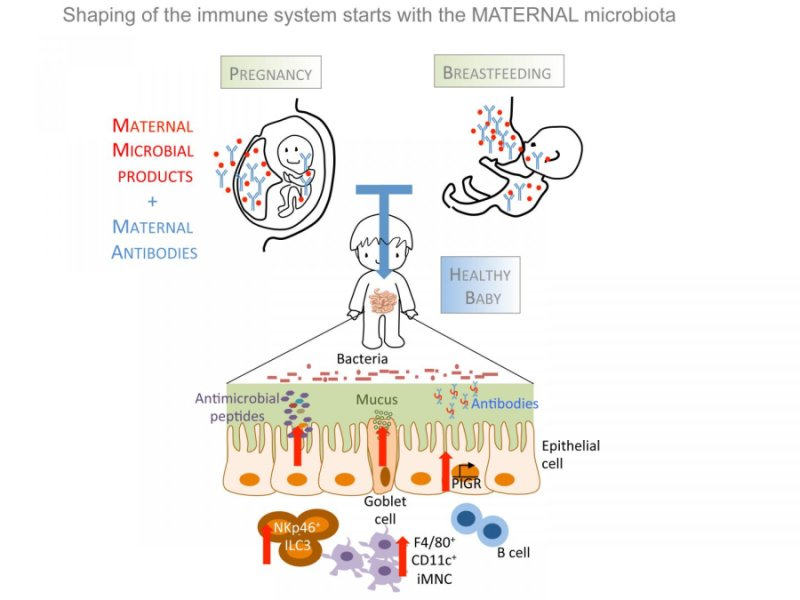 Shaping of the immune system starts with the MATERNAL microbiota
PREGNANCY
BREASTFEEDING
MATERNAL
MICROBIAL
PRODUCTS
+
MATERNAL
ANTIBODIES
HEALTHY
BABY
Bacteria
Antimicrobial
peptides
Mucus
Antibodies
Epithelial
cell
PIGR
Goblet
cell
NKp46⁺
ILC3
F4/80⁺
CD11c⁺
iMNC
B cell